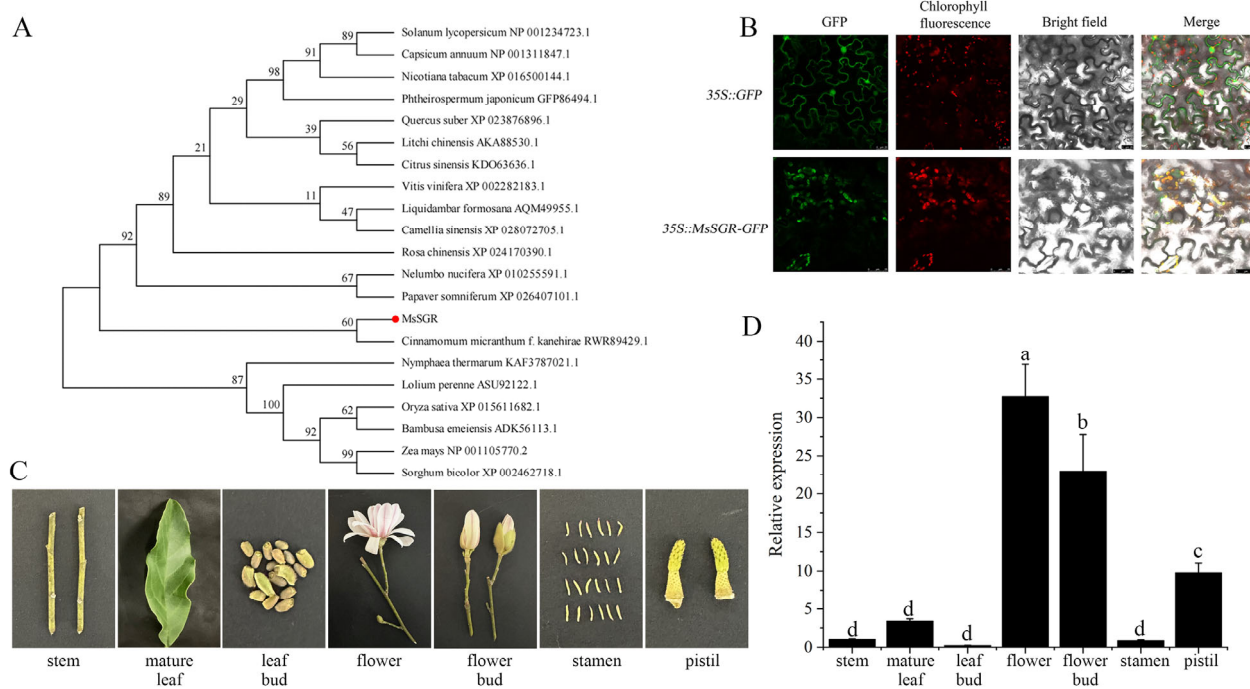 A
89
Solanum lycopersicum NP 001234723.1
91
Capsicum annuum NP 001311847.1
98
Nicotiana tabacum XP 016500144.1
29
Phtheirospermum japonicum GFP86494.1
39
Quercus suber XP 023876896.1
21
56
Litchi chinensis AKA88530.1
Citrus sinensis KDO63636.1
89
11
Vitis vinifera XP 002282183.1
47
Liquidambar formosana AQM49955.1
Camellia sinensis XP 028072705.1
92
Rosa chinensis XP 024170390.1
67
Nelumbo nucifera XP 010255591.1
Papaver somniferum XP 026407101.1
60
MsSGR
Cinnamomum micranthum f. kanehirae RWR89429.1
87
Nymphaea thermarum KAF3787021.1
100
Lolium perenne ASU92122.1
92
62
Oryza sativa XP 015611682.1
Bambusa emeiensis ADK56113.1
99
Zea mays NP 001105770.2
Sorghum bicolor XP 002462718.1
B
GFP
Chlorophyll
fluorescence
Bright field
Merge
35S::GFP
35S::MsSGR-GFP
C
stem
mature
leaf
leaf
bud
flower
flower
bud
stamen
pistil
D
Relative expression
40
35
30
25
20
15
10
5
0
d
d
d
a
b
d
c
stem
mature
leaf
leaf
bud
flower
flower
bud
stamen
pistil